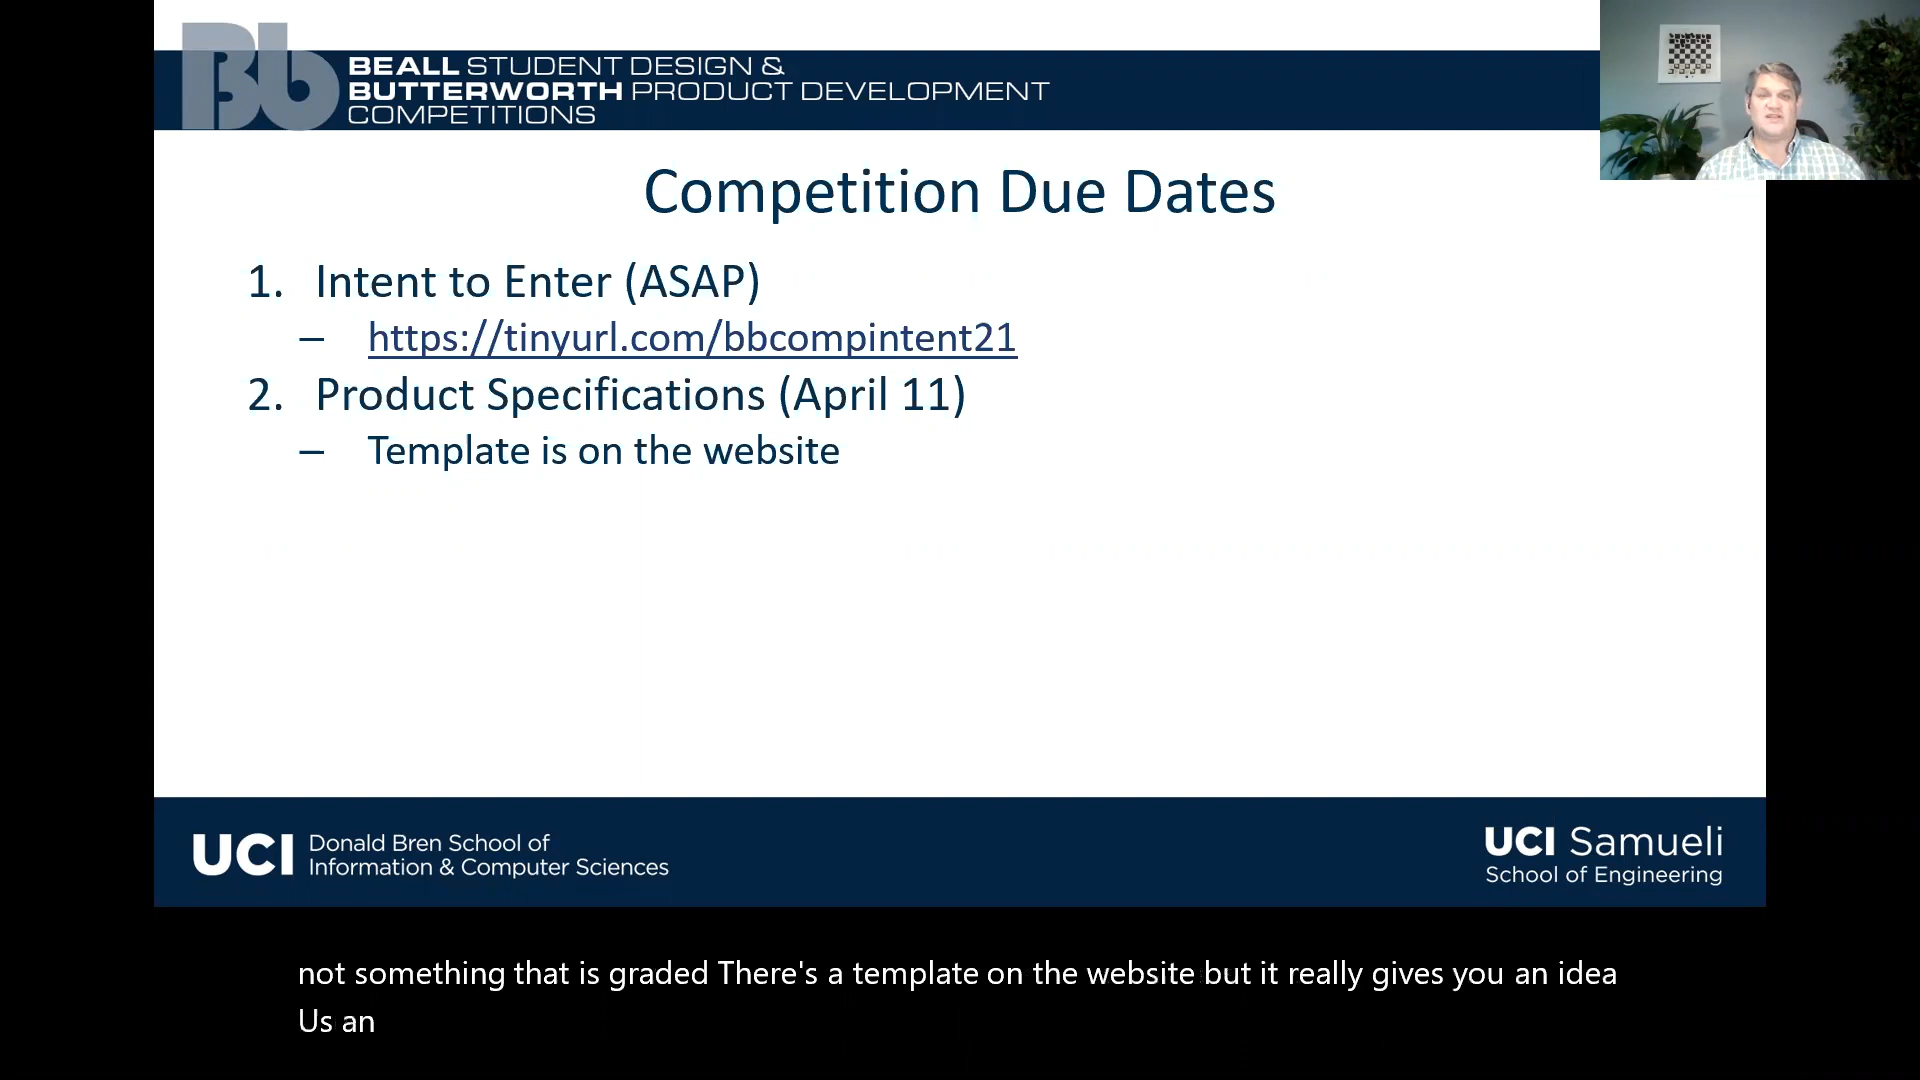 Bb
BEALL STUDENT DESIGN &
BUTTERWORTH PRODUCT DEVELOPMENT
COMPETITIONS
Competition Due Dates
1. Intent to Enter (ASAP)
– https://tinyurl.com/bbcompintent21
2. Product Specifications (April 11)
– Template is on the website
UCI Donald Bren School of
Information & Computer Sciences
UCI Samueli
School of Engineering
not something that is graded There's a template on the website but it really gives you an idea
Us an